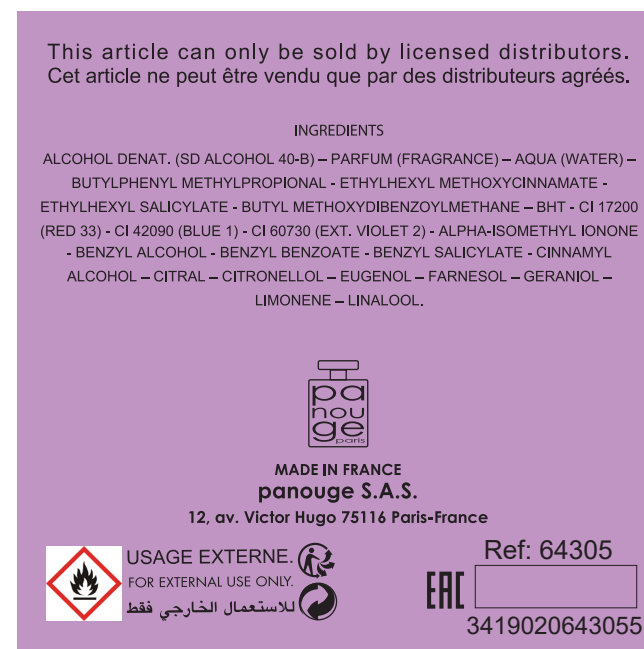 This article can only be sold by licensed distributors.
Cet article ne peut être vendu que par des distributeurs agréés.
INGREDIENTS
ALCOHOL DENAT. (SD ALCOHOL 40-B) – PARFUM (FRAGRANCE) – AQUA (WATER) –
BUTYLPHENYL METHYLPROPIONAL - ETHYLHEXYL METHOXYCINNAMATE -
ETHYLHEXYL SALICYLATE - BUTYL METHOXYDIBENZOYLMETHANE – BHT - CI 17200
(RED 33) - CI 42090 (BLUE 1) - CI 60730 (EXT. VIOLET 2) - ALPHA-ISOMETHYL IONONE
- BENZYL ALCOHOL - BENZYL BENZOATE - BENZYL SALICYLATE - CINNAMYL
ALCOHOL – CITRAL – CITRONELLOL – EUGENOL – FARNESOL – GERANIOL –
LIMONENE – LINALOOL.
pa
nou
ge
paris
MADE IN FRANCE
panouge S.A.S.
12, av. Victor Hugo 75116 Paris-France
USAGE EXTERNE.
FOR EXTERNAL USE ONLY.
للاستعمال الخارجي فقط
Ref: 64305
EAC
3419020643055